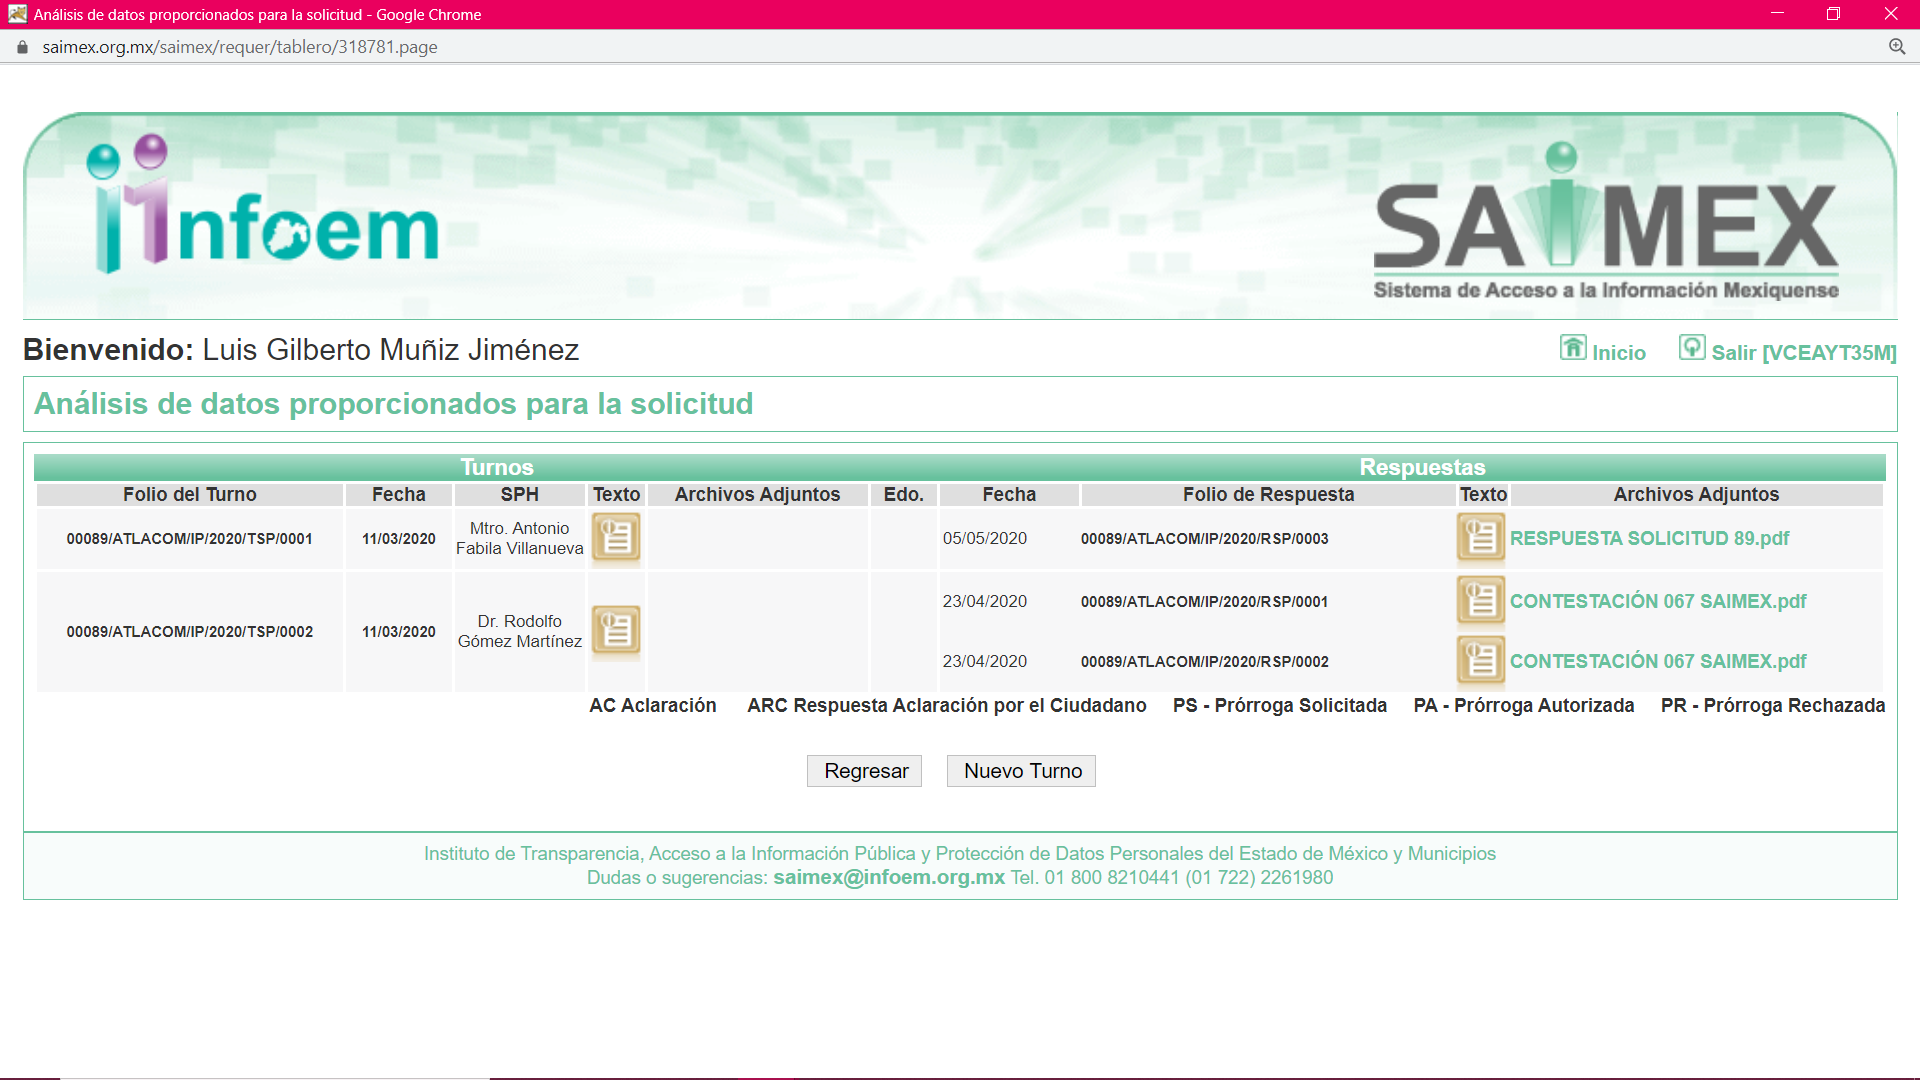 Análisis de datos proporcionados para la solicitud - Google Chrome
saimex.org.mx/saimex/requer/tablero/318781.page
infoem
SAiMEX
Sistema de Acceso a la Información Mexiquense
Bienvenido: Luis Gilberto Muñiz Jiménez
Inicio Salir [VCEAYT35M]
Análisis de datos proporcionados para la solicitud
Turnos Respuestas
Folio del Turno Fecha SPH Texto Archivos Adjuntos Edo. Fecha Folio de Respuesta Texto Archivos Adjuntos
00089/ATLACOM/IP/2020/TSP/0001 11/03/2020 Mtro. Antonio Fabila Villanueva 05/05/2020 00089/ATLACOM/IP/2020/RSP/0003 RESPUESTA SOLICITUD 89.pdf
00089/ATLACOM/IP/2020/TSP/0002 11/03/2020 Dr. Rodolfo Gómez Martínez 23/04/2020 00089/ATLACOM/IP/2020/RSP/0001 CONTESTACIÓN 067 SAIMEX.pdf
23/04/2020 00089/ATLACOM/IP/2020/RSP/0002 CONTESTACIÓN 067 SAIMEX.pdf
AC Aclaración ARC Respuesta Aclaración por el Ciudadano PS - Prórroga Solicitada PA - Prórroga Autorizada PR - Prórroga Rechazada
Regresar Nuevo Turno
Instituto de Transparencia, Acceso a la Información Pública y Protección de Datos Personales del Estado de México y Municipios
Dudas o sugerencias: saimex@infoem.org.mx Tel. 01 800 8210441 (01 722) 2261980